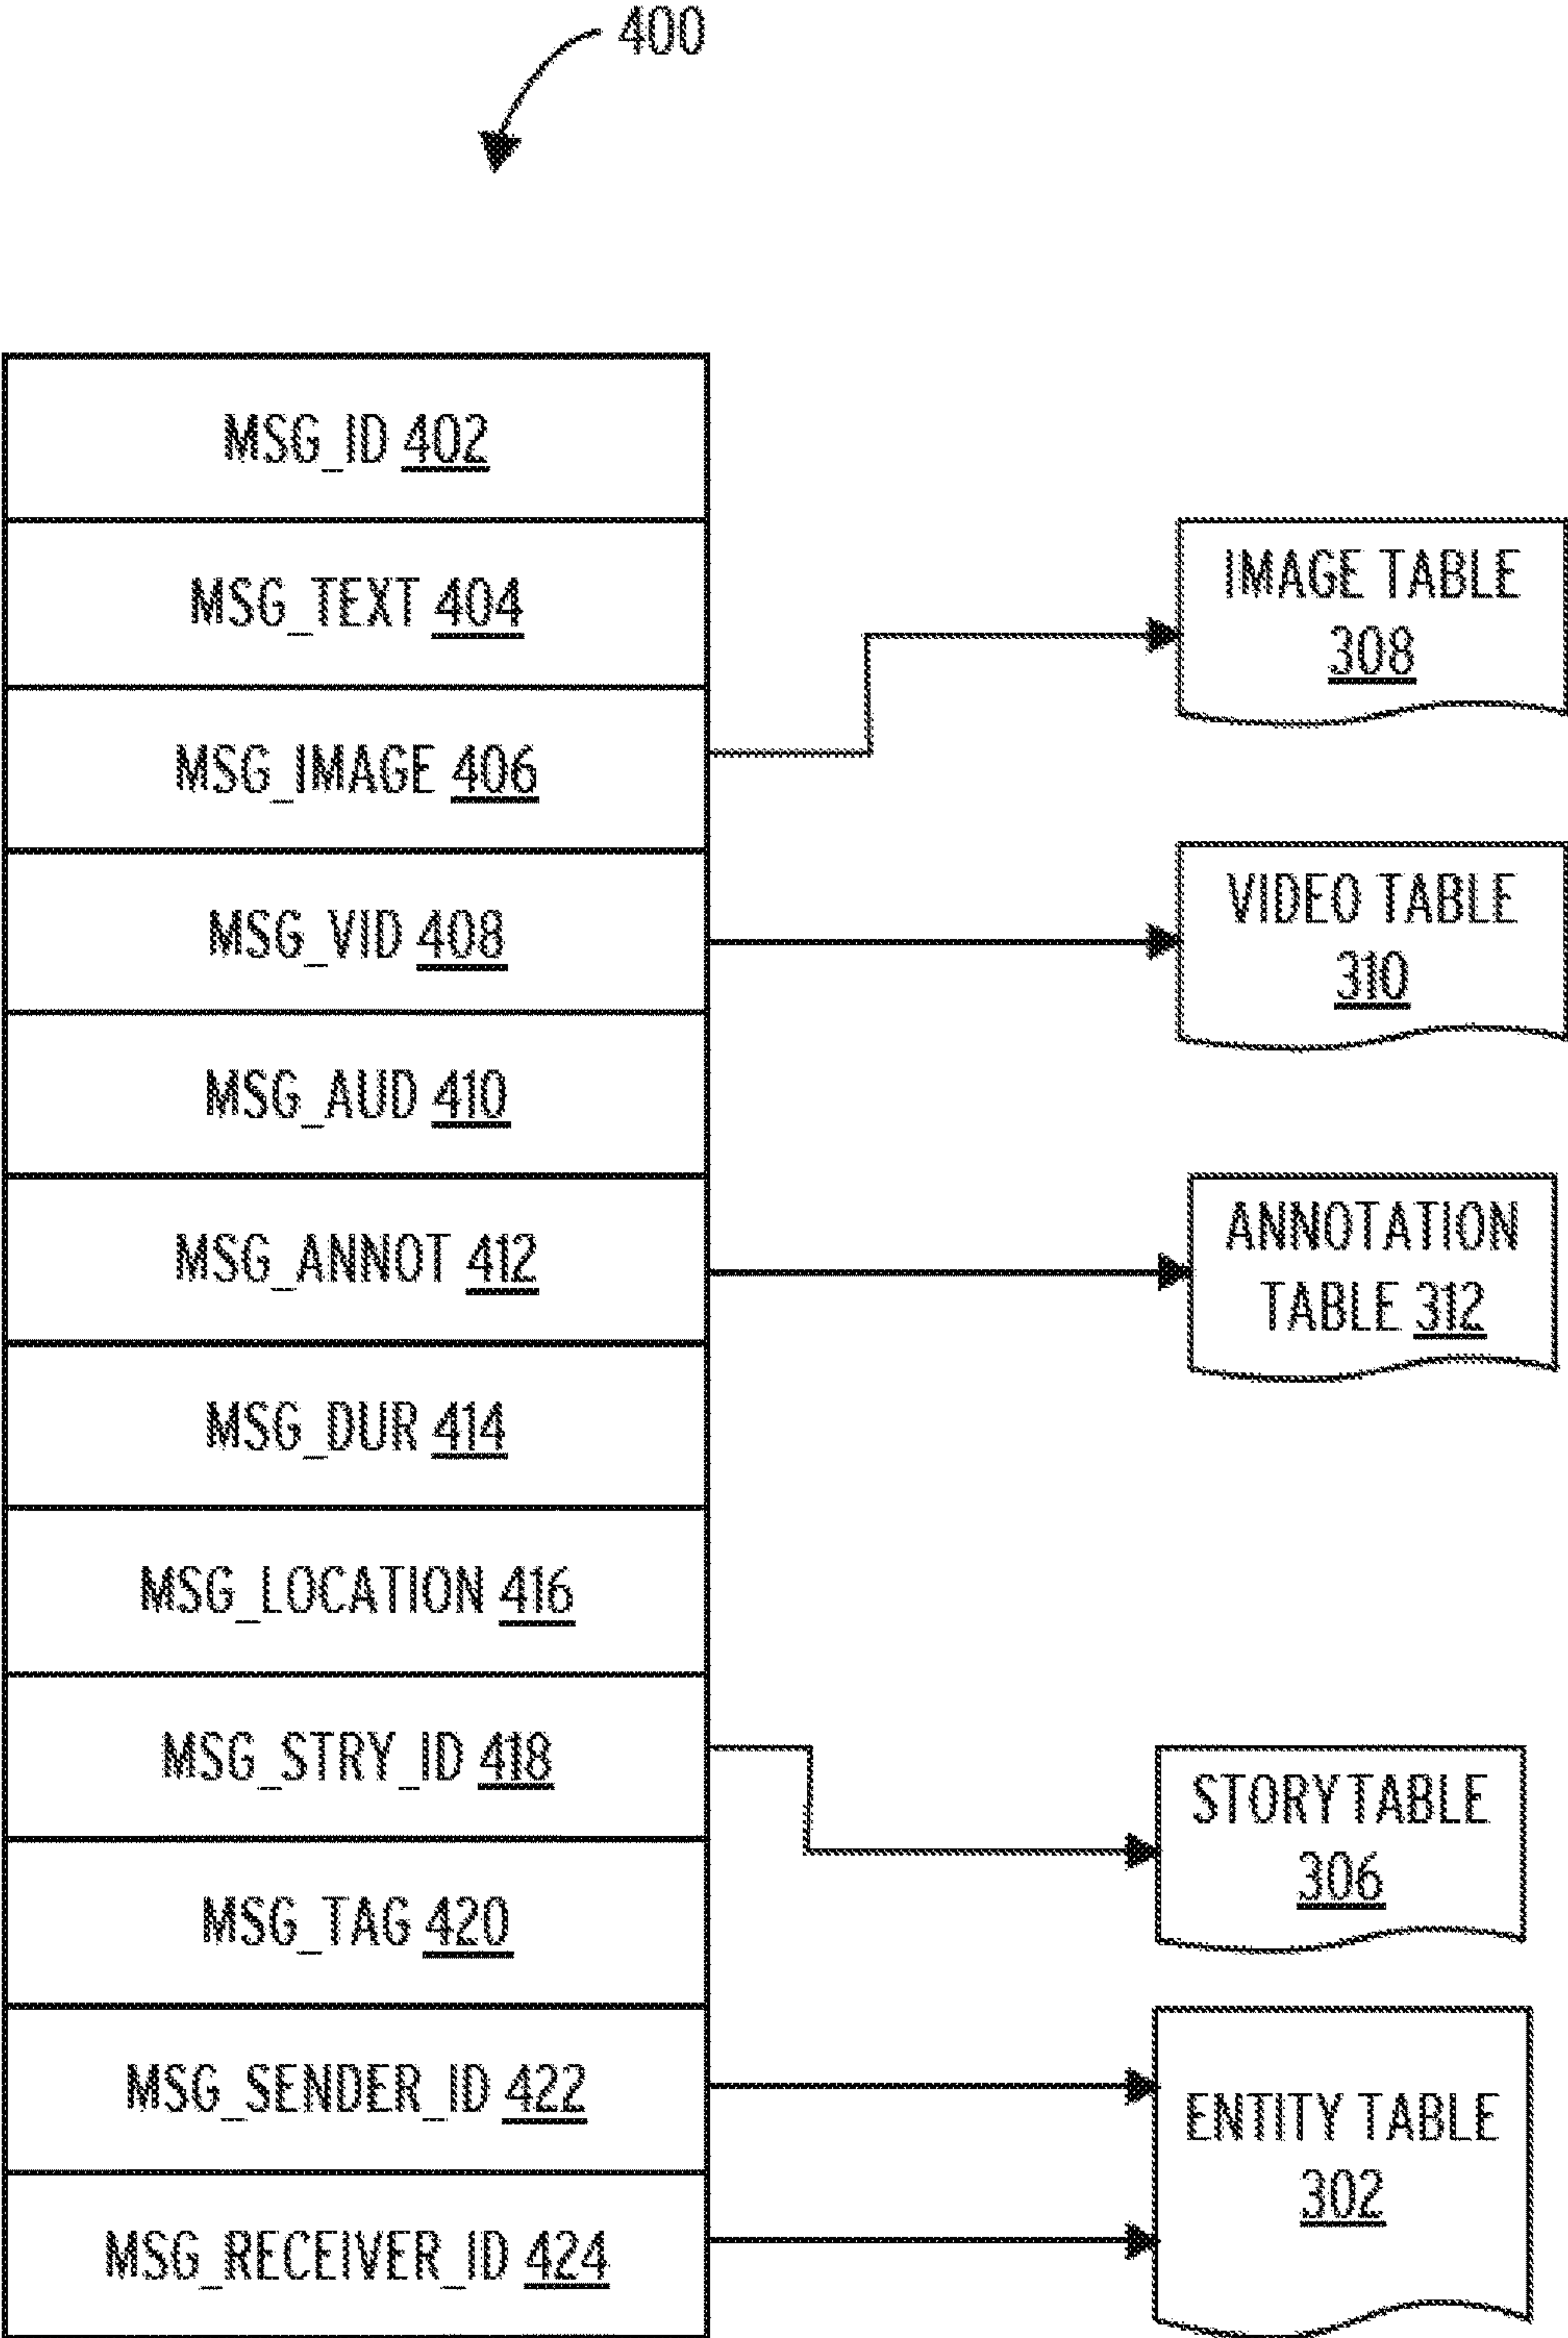 400
MSG_ID 402
MSG_TEXT 404
MSG_IMAGE 406
MSG_VID 408
MSG_AUD 410
MSG_ANNOT 412
MSG_DUR 414
MSG_LOCATION 416
MSG_STRY_ID 418
MSG_TAG 420
MSG_SENDER_ID 422
MSG_RECEIVER_ID 424
IMAGE TABLE
308
VIDEO TABLE
310
ANNOTATION
TABLE 312
STORY TABLE
306
ENTITY TABLE
302